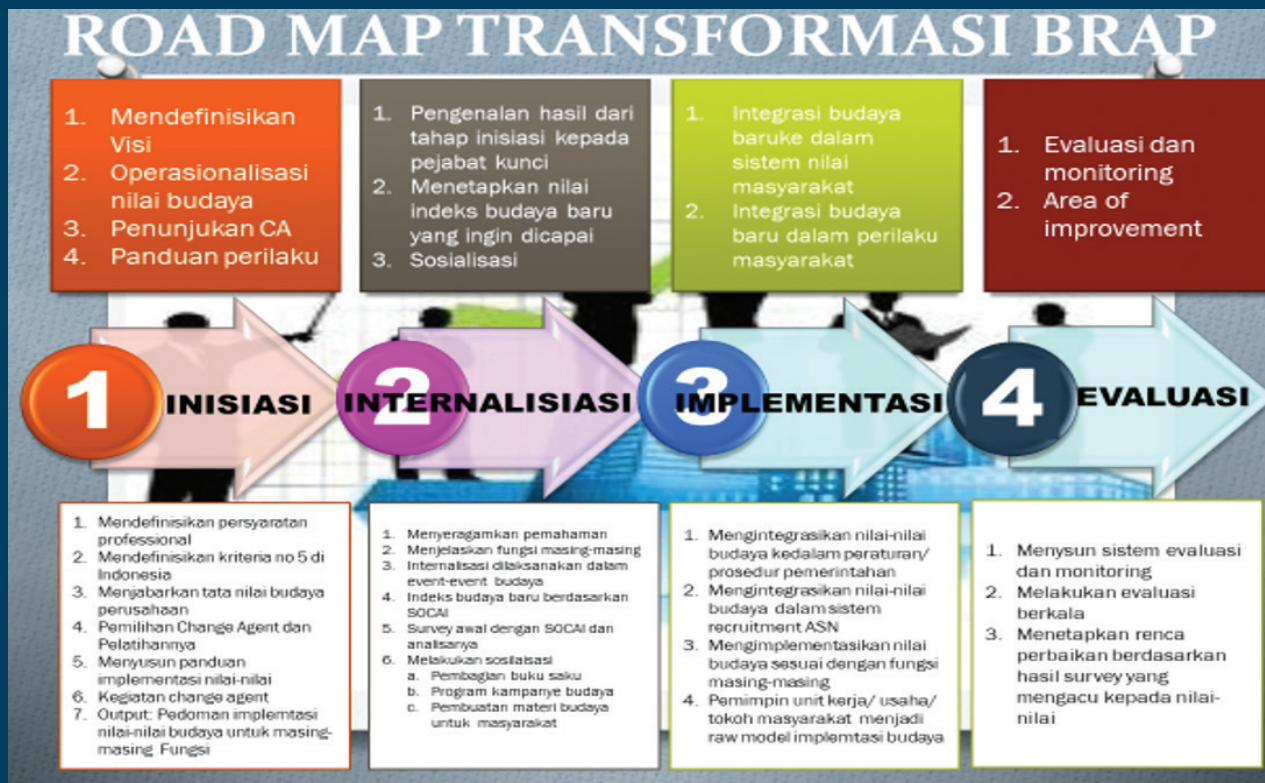 ROAD MAP TRANSFORMASI BRAP
1. Mendefinisikan
Visi
2. Operasionalisasi
nilai budaya
3. Penunjukan CA
4. Panduan perilaku
1. Pengenalan hasil dari
tahap inisiasi kepada
pejabat kunci
2. Menetapkan nilai
indeks budaya baru
yang ingin dicapai
3. Sosialisasi
1. Integrasi budaya
baruke dalam
sistem nilai
masyarakat
2. Integrasi budaya
baru dalam perilaku
masyarakat
1. Evaluasi dan
monitoring
2. Area of
improvement
1 INISIASI
2 INTERNALISIASI
3 IMPLEMENTASI
4 EVALUASI
1. Mendefinisikan persyaratan
professional
2. Mendefinisikan kriteria no 5 di
Indonesia
3. Menjabarkan tata nilai budaya
perusahaan
4. Pemilihan Change Agent dan
Pelatihannya
5. Menyusun panduan
implementasi nilai-nilai
6. Kegiatan change agent
7. Output: Pedoman implemtasi
nilai-nilai budaya untuk masing-
masing Fungsi
1. Menyeragamkan pemahaman
2. Menjelaskan fungsi masing-masing
3. Internalisasi dilaksanakan dalam
event-event budaya
4. Indeks budaya baru berdasarkan
SOCAI
5. Survey awal dengan SOCAI dan
analisanya
6. Melakukan sosilaisasi
a. Pembagian buku saku
b. Program kampanye budaya
c. Pembuatan materi budaya
untuk masyarakat
1. Mengintegrasikan nilai-nilai
budaya kedalam peraturan/
prosedur pemerintahan
2. Mengintegrasikan nilai-nilai
budaya dalam sistem
recruitment ASN
3. Mengimplementasikan nilai
budaya sesuai dengan fungsi
masing-masing
4. Pemimpin unit kerja/ usaha/
tokoh masyarakat menjadi
raw model implemtasi budaya
1. Menysun sistem evaluasi
dan monitoring
2. Melakukan evaluasi
berkala
3. Menetapkan renca
perbaikan berdasarkan
hasil survey yang
mengacu kepada nilai-
nilai